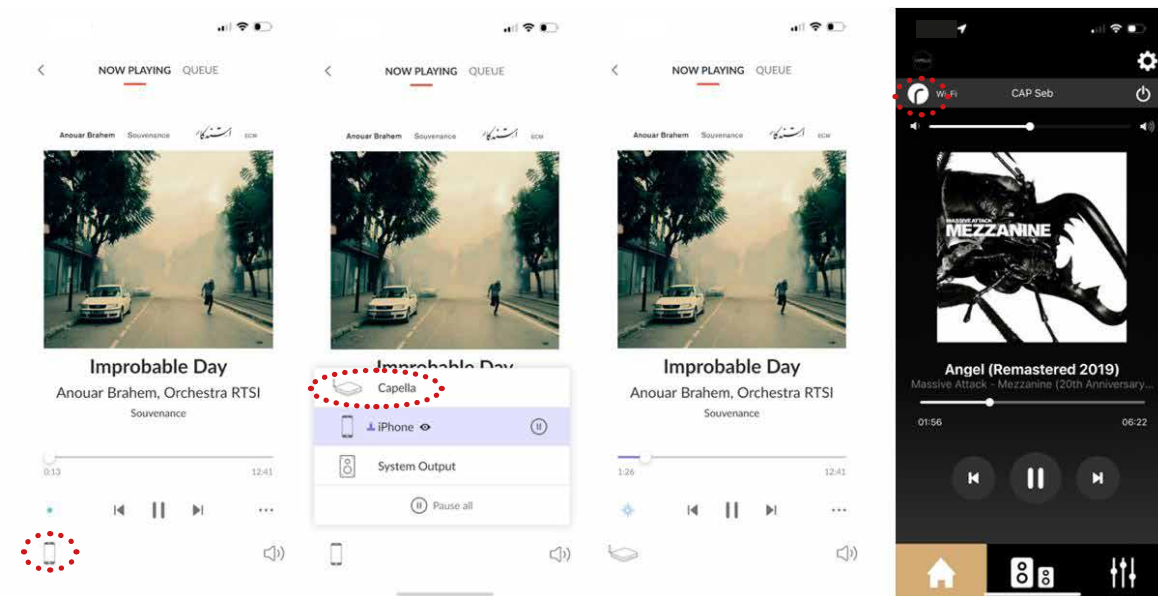 NOW PLAYING QUEUE
Anouar Brahem Souvenance ECM
Improbable Day
Anouar Brahem, Orchestra RTSI
Souvenance
0:13 12:41
NOW PLAYING QUEUE
Anouar Brahem Souvenance ECM
Improbable Day
Capella
iPhone
System Output
Pause all
NOW PLAYING QUEUE
Anouar Brahem Souvenance ECM
Improbable Day
Anouar Brahem, Orchestra RTSI
Souvenance
1:26 12:41
CAPELLA
Wi-Fi CAP Seb
MASSIVE ATTACK
MEZZANINE
Angel (Remastered 2019)
Massive Attack - Mezzanine (20th Anniversary...
01:56 06:22